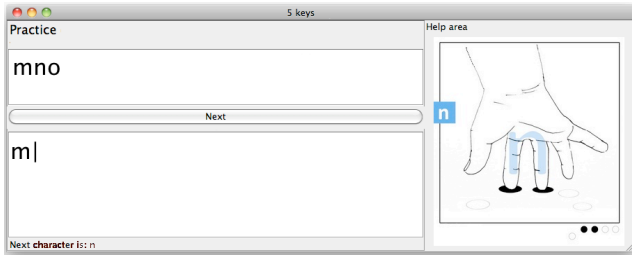 5 keys
Practice
mno
Next
m
Next character is: n
Help area
n